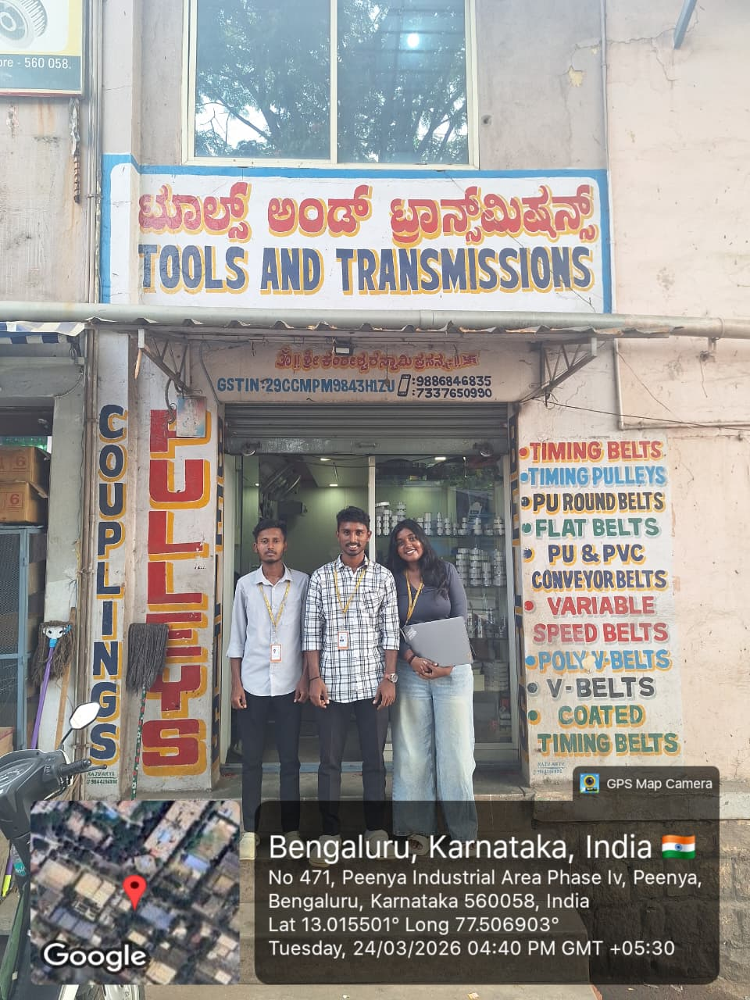 ore - 560 058.
ಟೂಲ್ಸ್ ಅಂಡ್ ಟ್ರಾನ್ಸ್‌ಮಿಷನ್ಸ್
TOOLS AND TRANSMISSIONS
GSTIN:29CCMPM9843H1ZU :9886846835
:7337650990
COUPLINGS
PULLEYS
•TIMING BELTS
•TIMING PULLEYS
•PU ROUND BELTS
•FLAT BELTS
• PU & PVC
CONVEYOR BELTS
• VARIABLE
SPEED BELTS
•POLY V-BELTS
• V-BELTS
• COATED
TIMING BELTS
RAJU ARTS
GPS Map Camera
Bengaluru, Karnataka, India
No 471, Peenya Industrial Area Phase Iv, Peenya,
Bengaluru, Karnataka 560058, India
Lat 13.015501° Long 77.506903°
Tuesday, 24/03/2026 04:40 PM GMT +05:30
Google